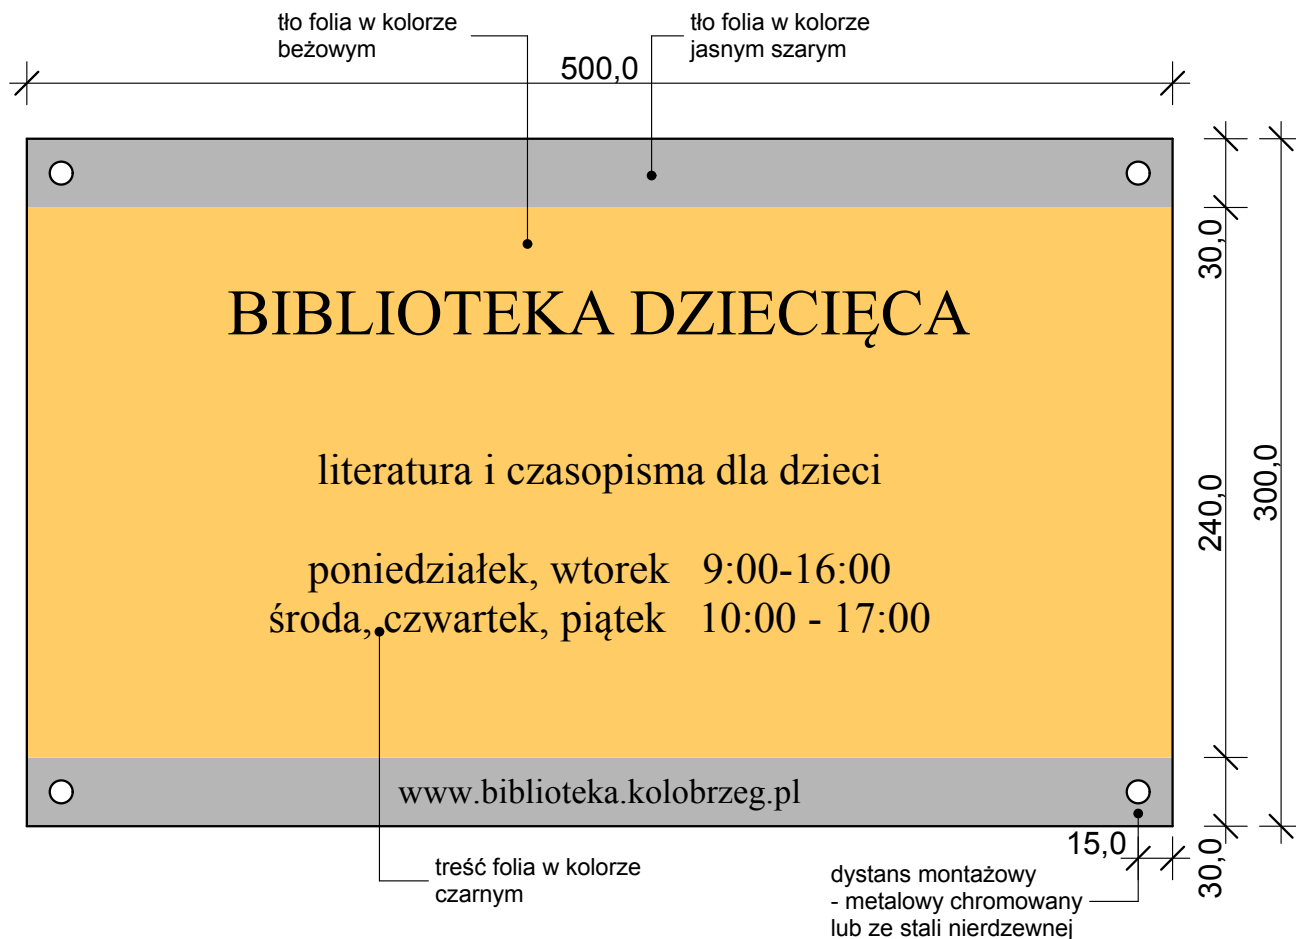 tło folia w kolorze
beżowym
tło folia w kolorze
jasnym szarym
500,0
30,0
BIBLIOTEKA DZIECIĘCA
literatura i czasopisma dla dzieci
240,0
300,0
poniedziałek, wtorek 9:00-16:00
środa, czwartek, piątek 10:00 - 17:00
www.biblioteka.kolobrzeg.pl
15,0
30,0
treść folia w kolorze
czarnym
dystans montażowy
- metalowy chromowany
lub ze stali nierdzewnej